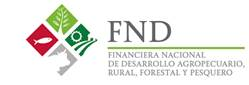 FND
FINANCIERA NACIONAL
DE DESARROLLO AGROPECUARIO,
RURAL, FORESTAL Y PESQUERO